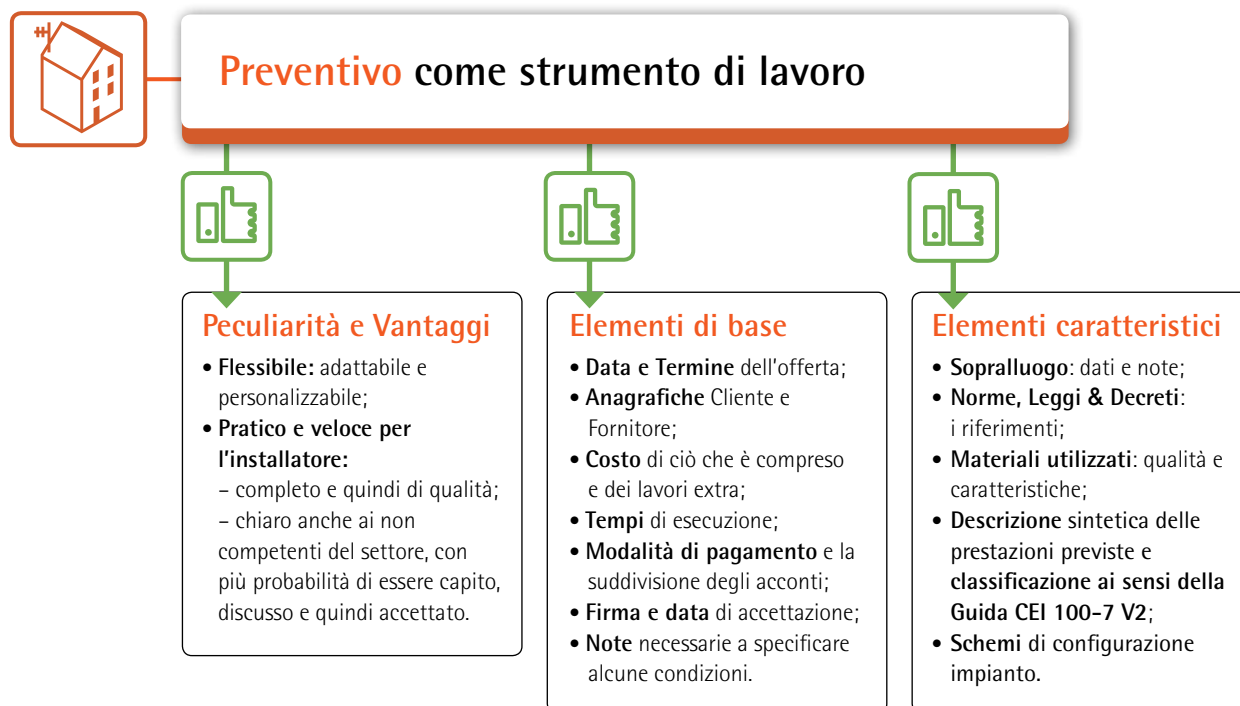 Preventivo come strumento di lavoro
Peculiarità e Vantaggi
• Flessibile: adattabile e
personalizzabile;
• Pratico e veloce per
l'installatore:
– completo e quindi di qualità;
– chiaro anche ai non
competenti del settore, con
più probabilità di essere capito,
discusso e quindi accettato.
Elementi di base
• Data e Termine dell'offerta;
• Anagrafiche Cliente e
Fornitore;
• Costo di ciò che è compreso
e dei lavori extra;
• Tempi di esecuzione;
• Modalità di pagamento e la
suddivisione degli acconti;
• Firma e data di accettazione;
• Note necessarie a specificare
alcune condizioni.
Elementi caratteristici
• Sopralluogo: dati e note;
• Norme, Leggi & Decreti:
i riferimenti;
• Materiali utilizzati: qualità e
caratteristiche;
• Descrizione sintetica delle
prestazioni previste e
classificazione ai sensi della
Guida CEI 100-7 V2;
• Schemi di configurazione
impianto.